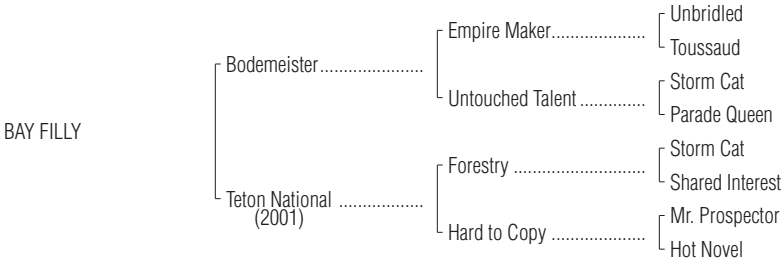 Unbridled
Empire Maker......................
Toussaud
Bodemeister......................
Storm Cat
Untouched Talent ..............
Parade Queen
BAY FILLY
Storm Cat
Forestry ............................
Shared Interest
Teton National ..................
(2001)
Mr. Prospector
Hard to Copy ....................
Hot Novel